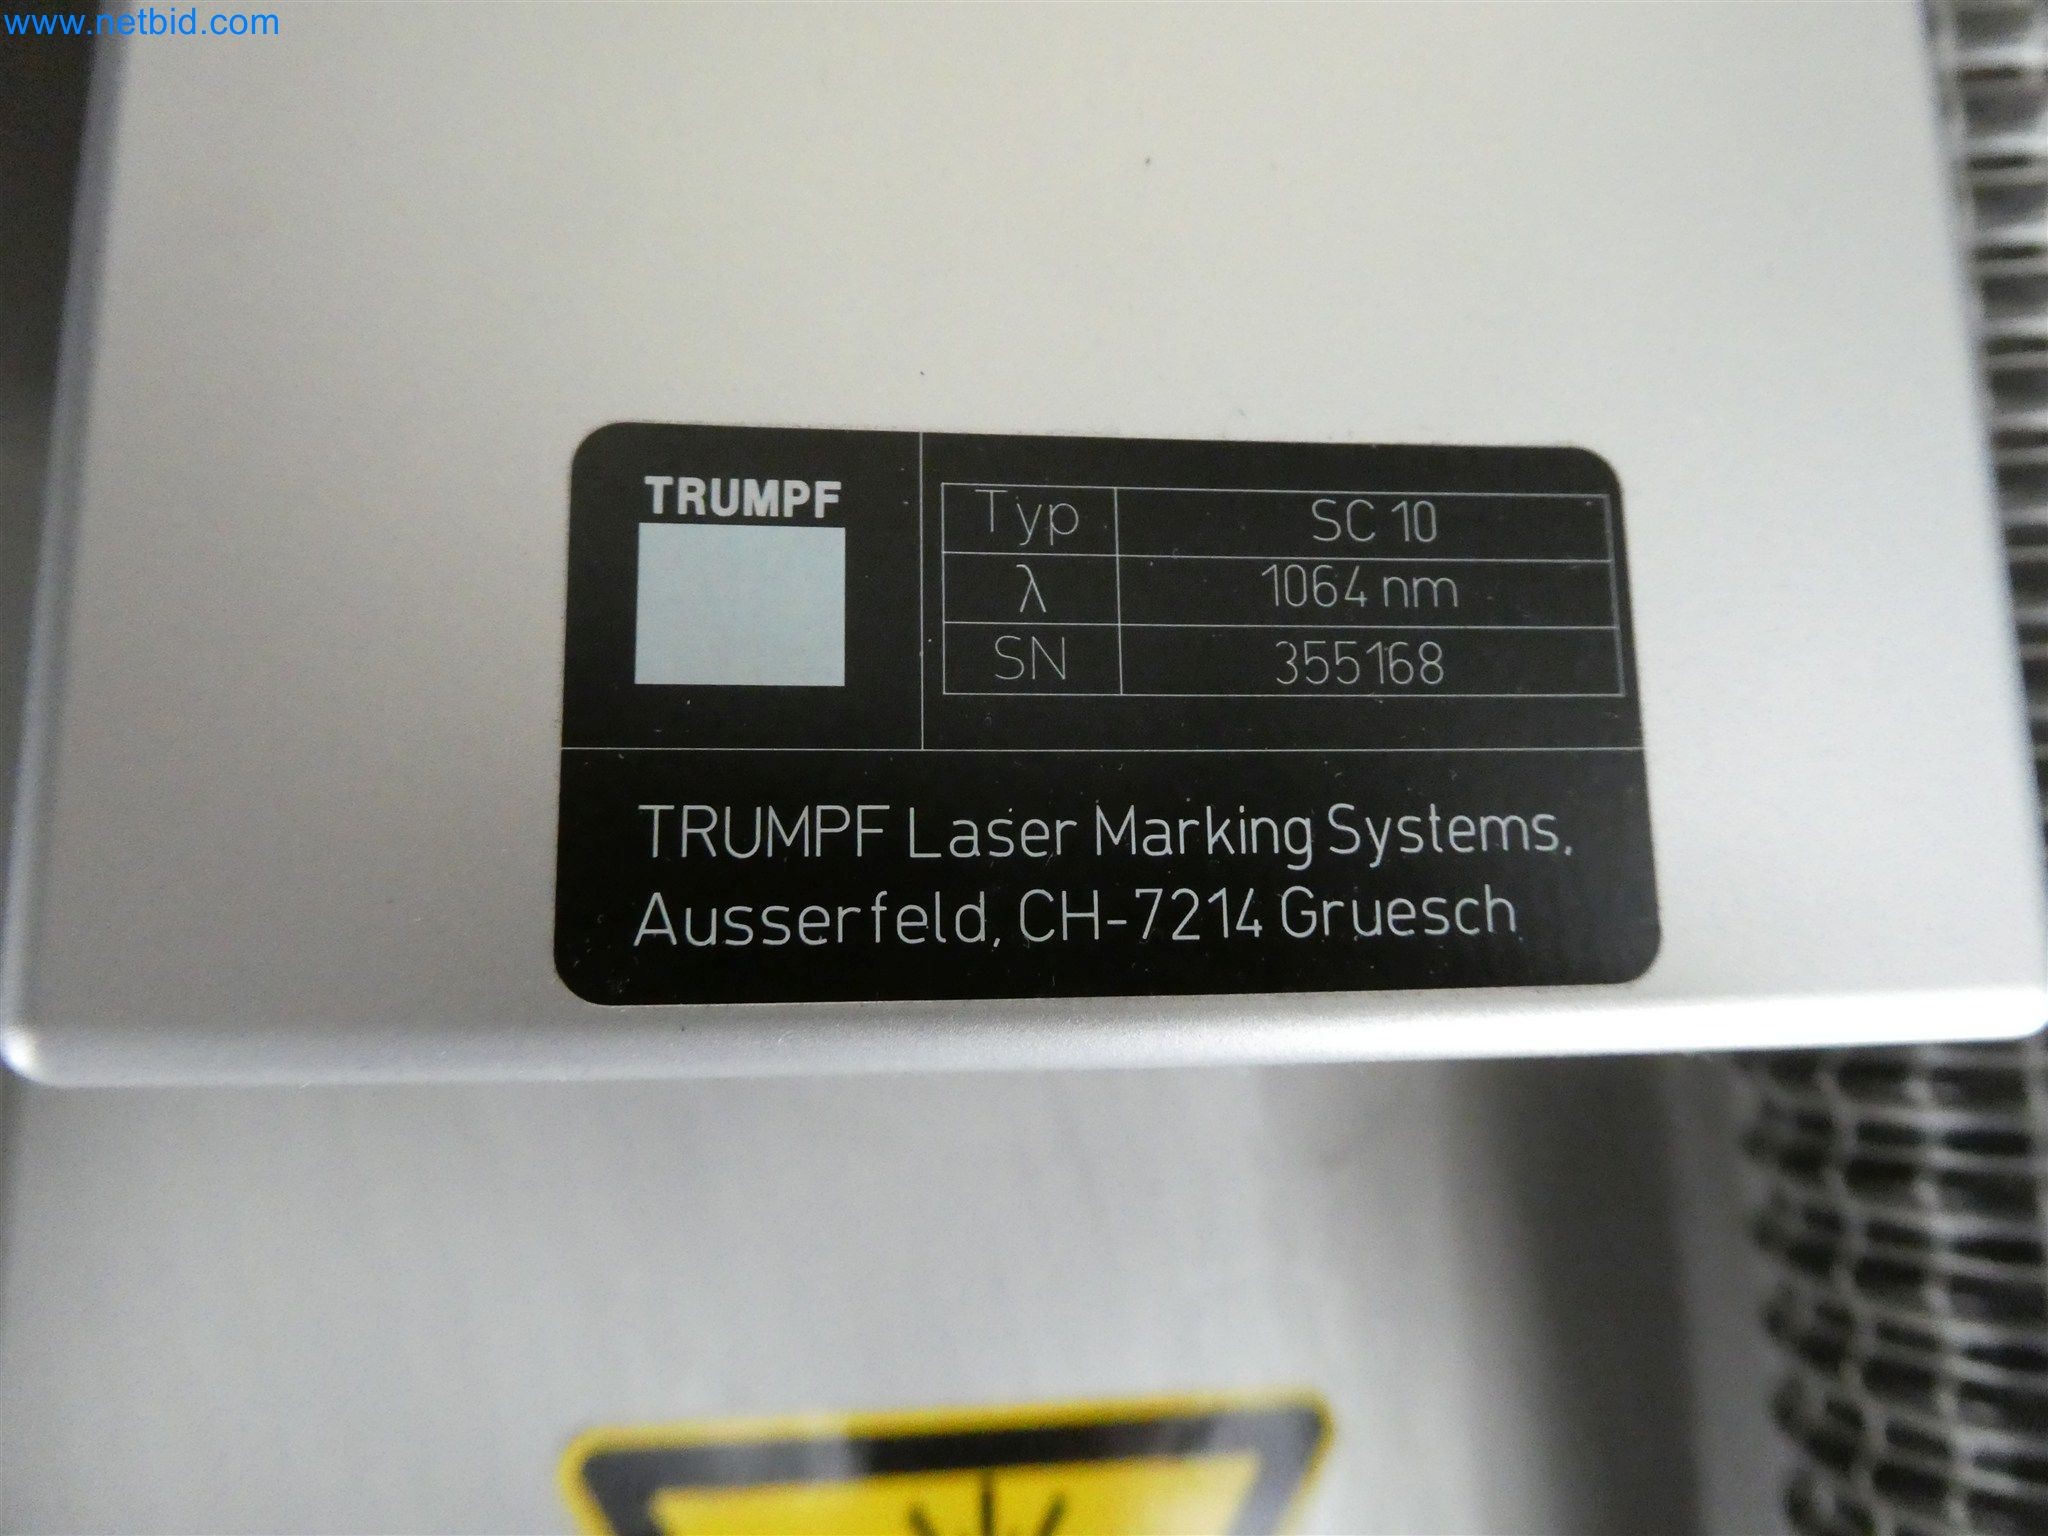 www.netbid.com
TRUMPF
Typ SC 10
λ 1064 nm
SN 355168
TRUMPF Laser Marking Systems,
Ausserfeld, CH-7214 Gruesch